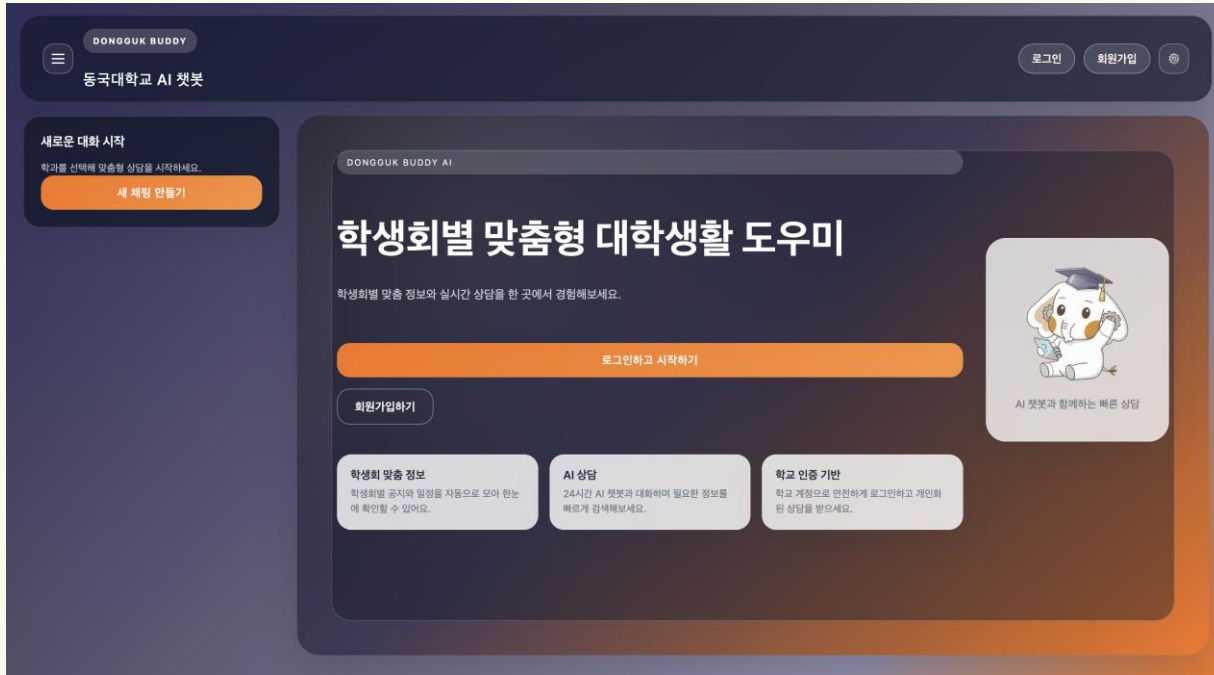 DONGGUK BUDDY
동국대학교 AI 챗봇
로그인
회원가입
새로운 대화 시작
학과를 선택해 맞춤형 상담을 시작하세요.
새 채팅 만들기
DONGGUK BUDDY AI
학생회별 맞춤형 대학생활 도우미
학생회별 맞춤 정보와 실시간 상담을 한 곳에서 경험해보세요.
로그인하고 시작하기
회원가입하기
AI 챗봇과 함께하는 빠른 상담
학생회 맞춤 정보
학생회별 공지와 일정을 자동으로 모아 한눈
에 확인할 수 있어요.
AI 상담
24시간 AI 챗봇과 대화하며 필요한 정보를
빠르게 검색해보세요.
학교 인증 기반
학교 계정으로 안전하게 로그인하고 개인화
된 상담을 받으세요.